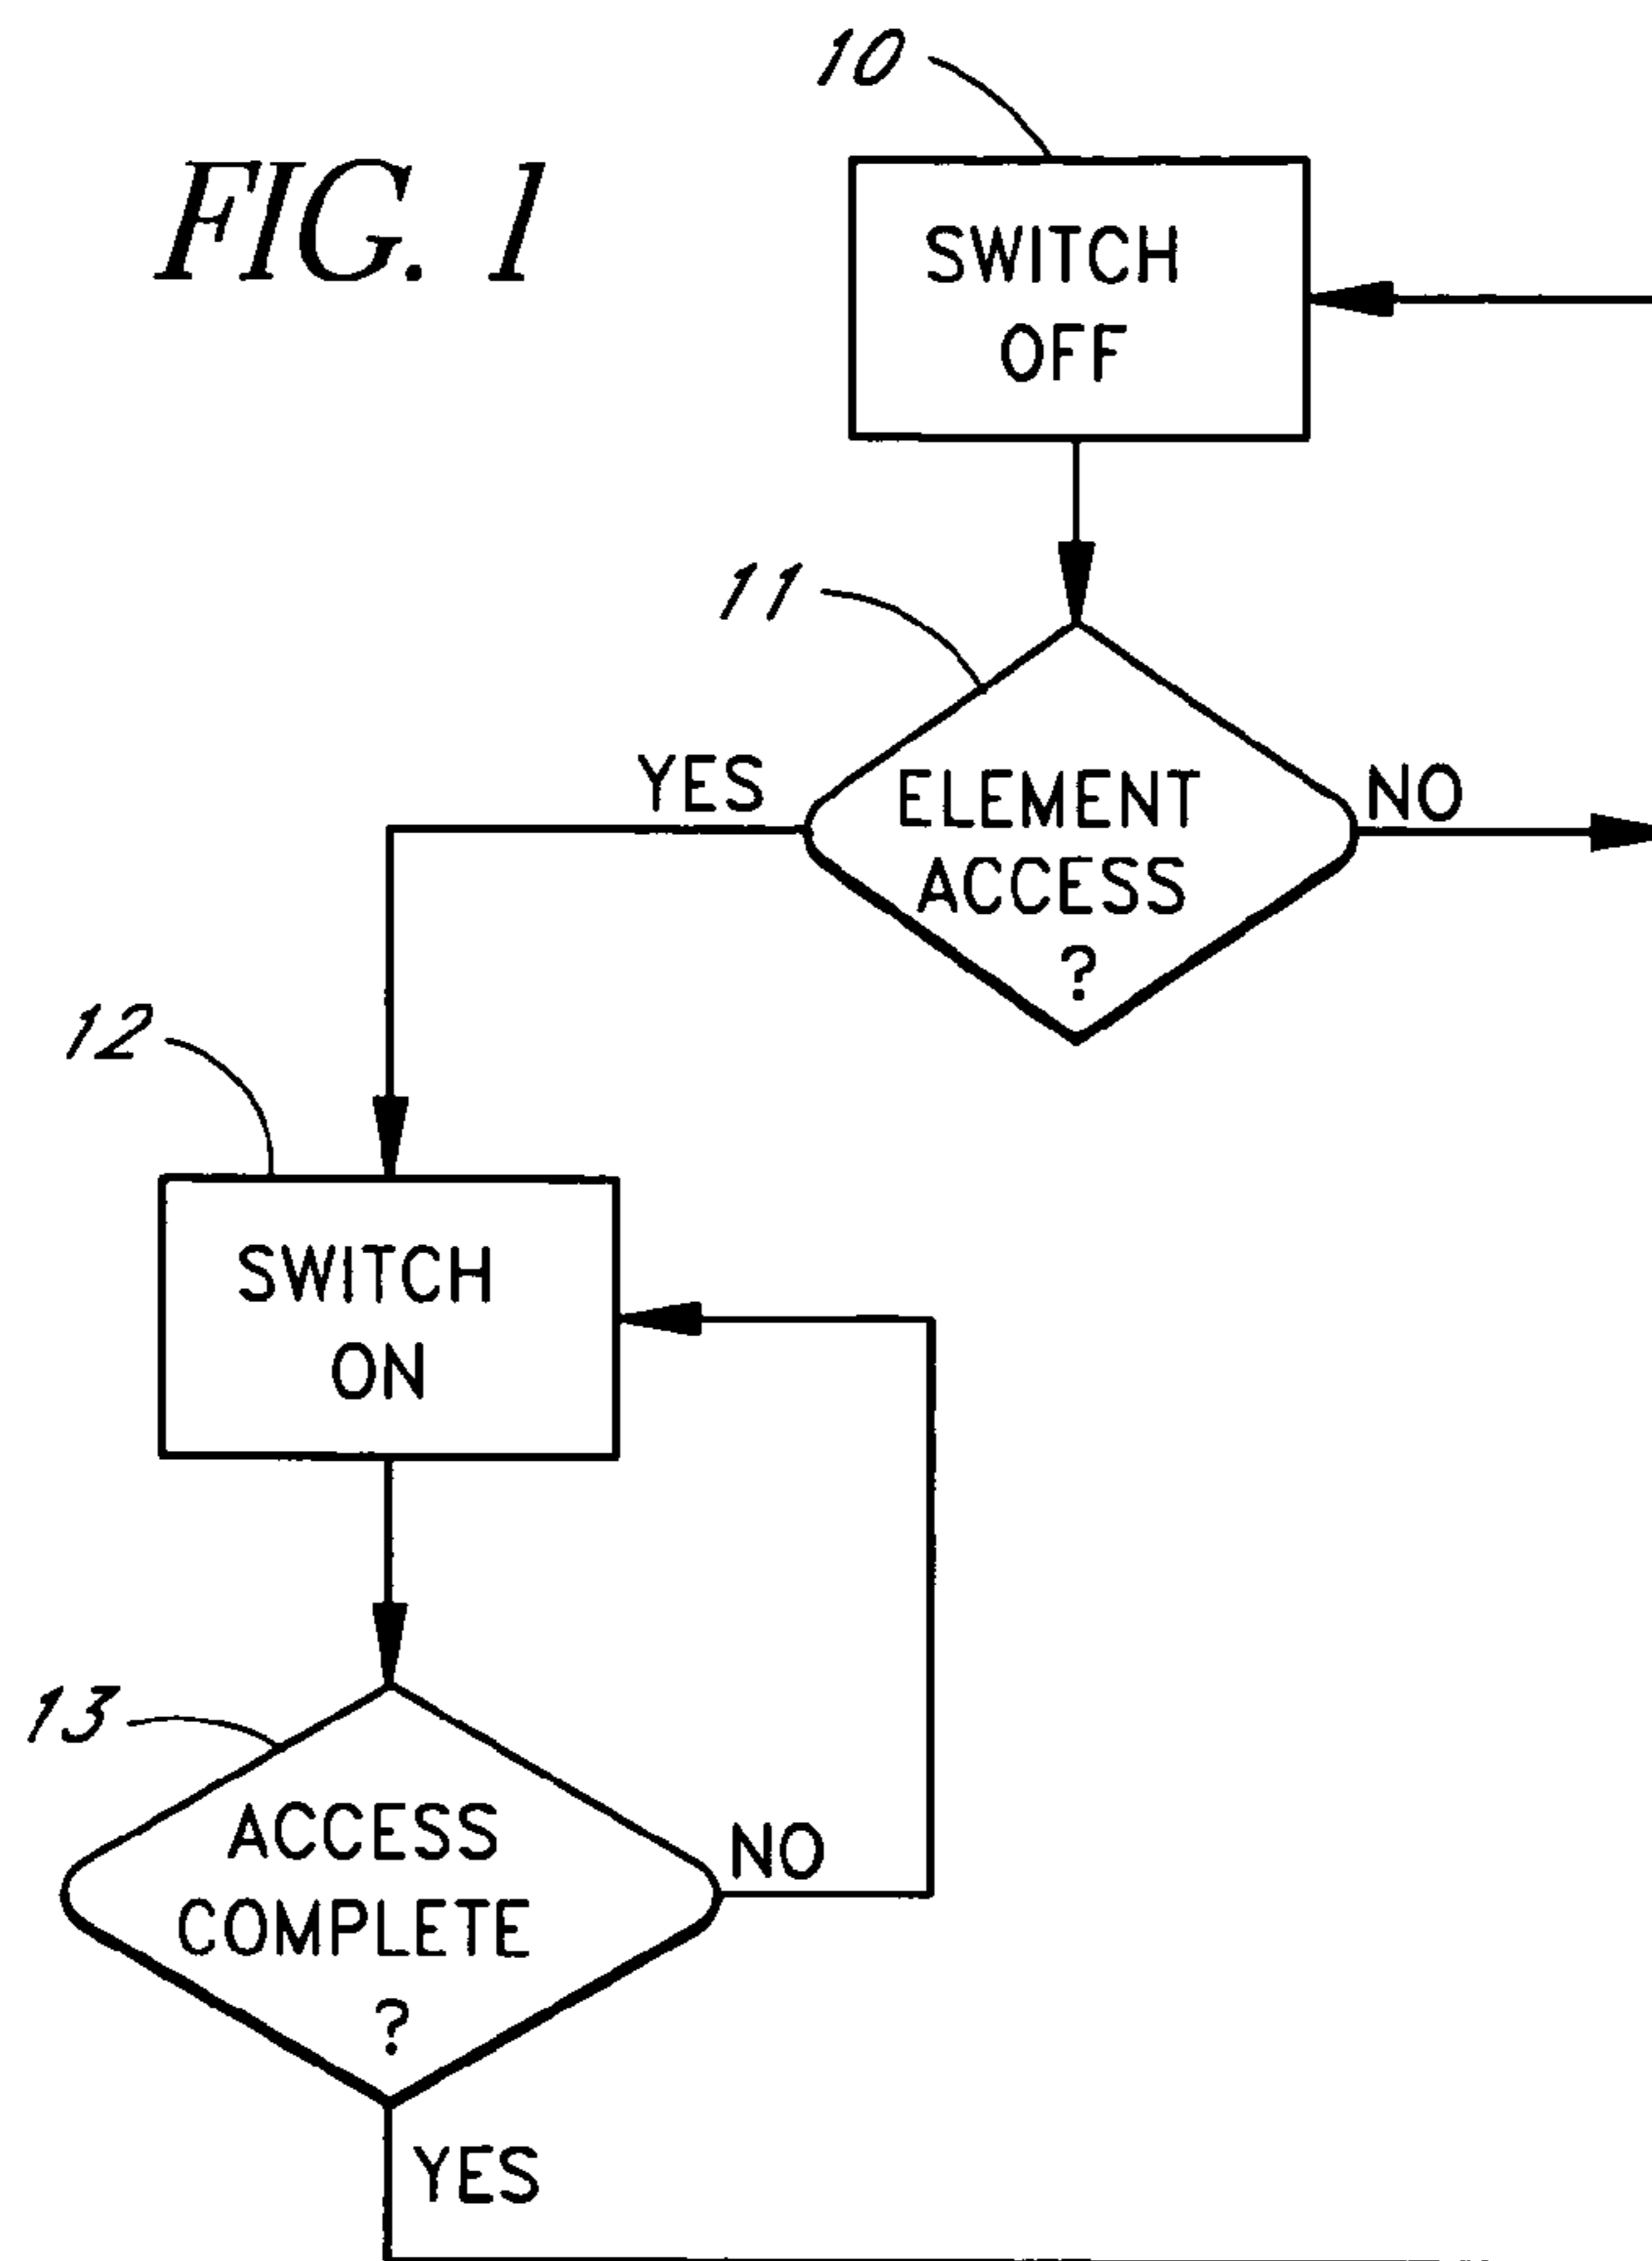 10
FIG. 1
SWITCH
OFF
11
YES
ELEMENT
ACCESS
?
NO
12
SWITCH
ON
13
ACCESS
COMPLETE
?
NO
YES